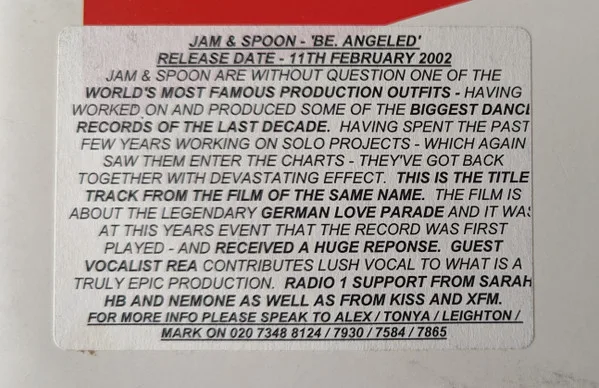 JAM & SPOON - 'BE. ANGELED'
RELEASE DATE - 11TH FEBRUARY 2002
JAM & SPOON ARE WITHOUT QUESTION ONE OF THE
WORLD'S MOST FAMOUS PRODUCTION OUTFITS - HAVING
WORKED ON AND PRODUCED SOME OF THE BIGGEST DANCE
RECORDS OF THE LAST DECADE. HAVING SPENT THE PAST
FEW YEARS WORKING ON SOLO PROJECTS - WHICH AGAIN
SAW THEM ENTER THE CHARTS - THEY'VE GOT BACK
TOGETHER WITH DEVASTATING EFFECT. THIS IS THE TITLE
TRACK FROM THE FILM OF THE SAME NAME. THE FILM IS
ABOUT THE LEGENDARY GERMAN LOVE PARADE AND IT WAS
AT THIS YEARS EVENT THAT THE RECORD WAS FIRST
PLAYED - AND RECEIVED A HUGE REPONSE. GUEST
VOCALIST REA CONTRIBUTES LUSH VOCAL TO WHAT IS A
TRULY EPIC PRODUCTION. RADIO 1 SUPPORT FROM SARAH
HB AND NEMONE AS WELL AS FROM KISS AND XFM.
FOR MORE INFO PLEASE SPEAK TO ALEX / TONYA / LEIGHTON /
MARK ON 020 7348 8124 / 7930 / 7584 / 7865